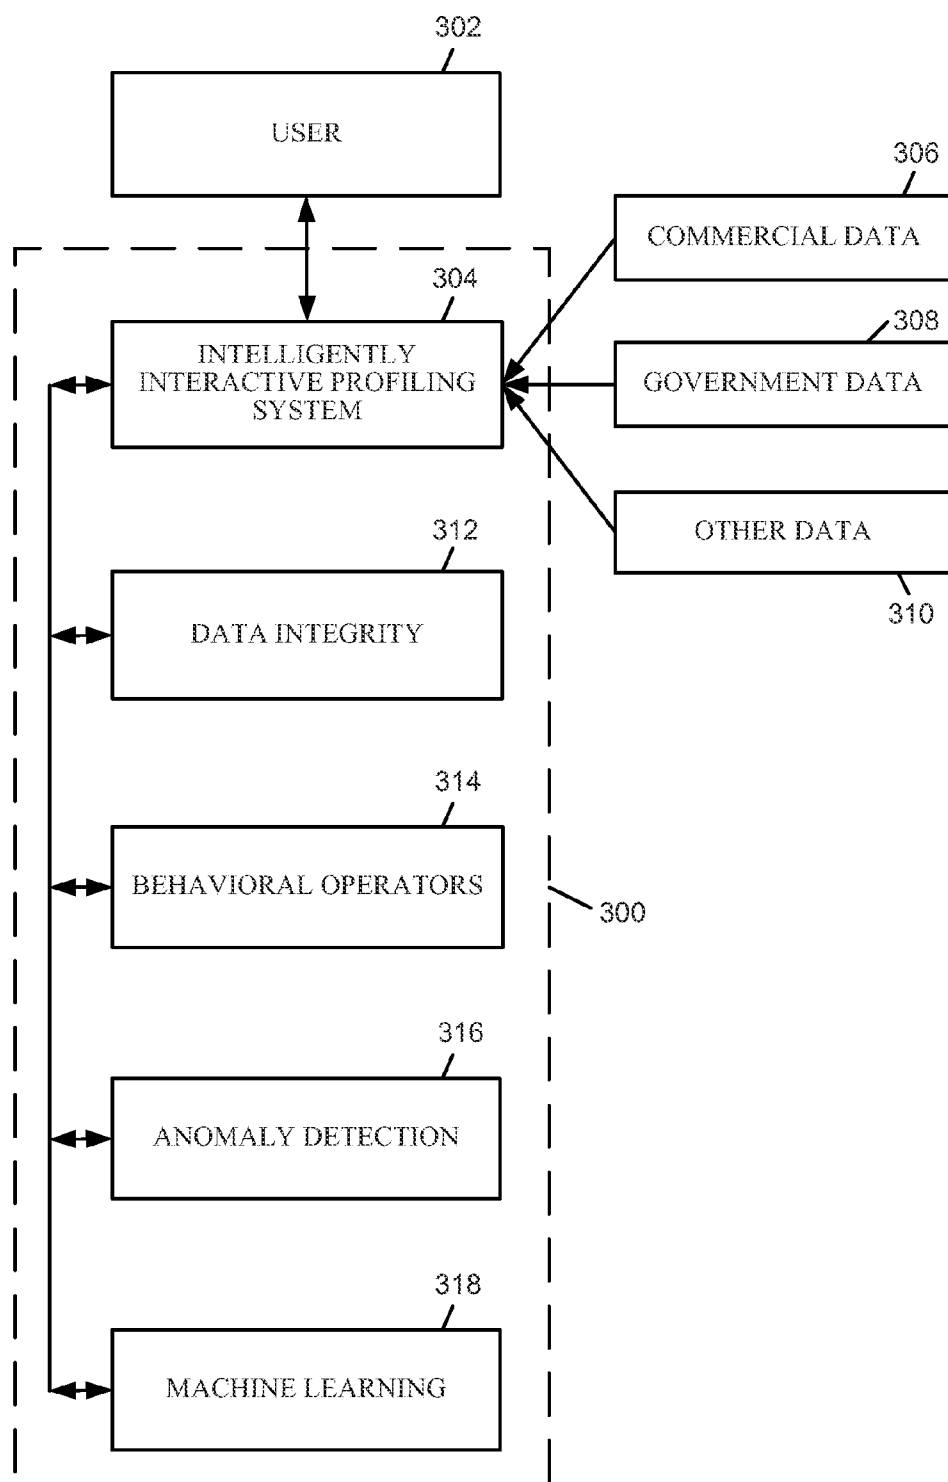 302
USER
306
COMMERCIAL DATA
304
INTELLIGENTLY
INTERACTIVE PROFILING
SYSTEM
308
GOVERNMENT DATA
OTHER DATA
310
312
DATA INTEGRITY
314
BEHAVIORAL OPERATORS
300
316
ANOMALY DETECTION
318
MACHINE LEARNING